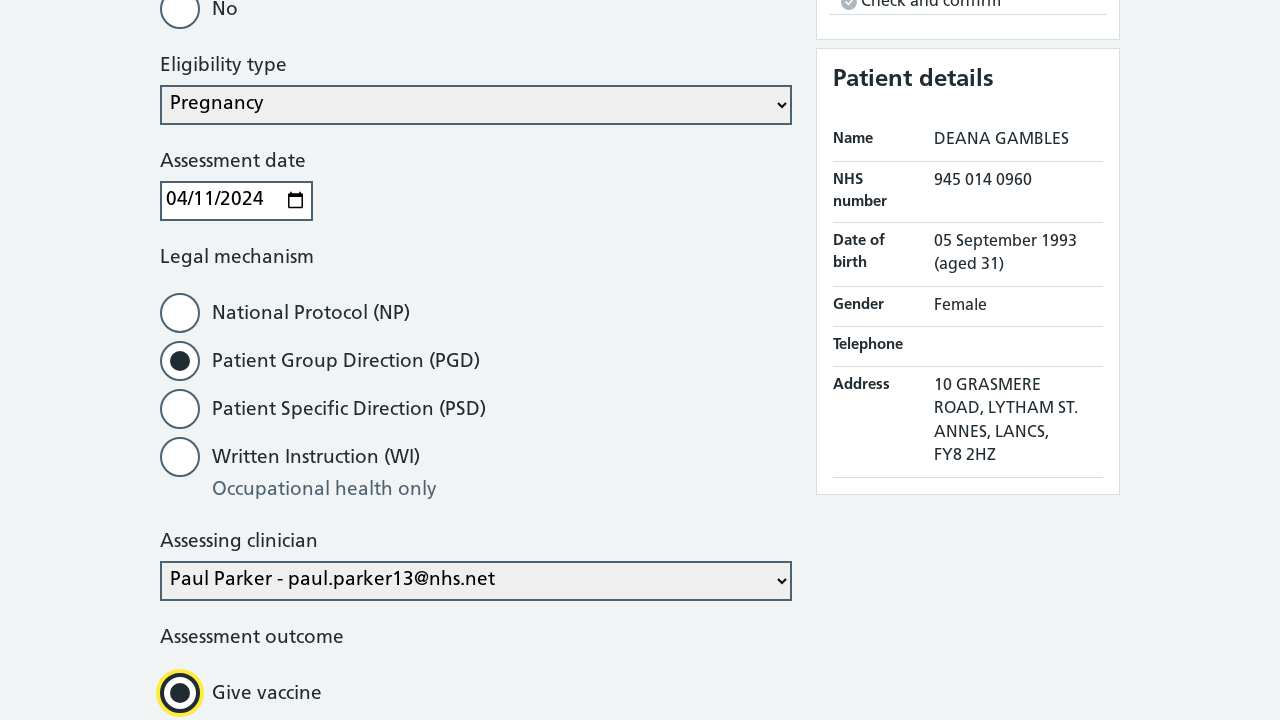 No
Eligibility type
Pregnancy
Assessment date
04/11/2024
Legal mechanism
National Protocol (NP)
Patient Group Direction (PGD)
Patient Specific Direction (PSD)
Written Instruction (WI)
Occupational health only
Assessing clinician
Paul Parker - paul.parker13@nhs.net
Assessment outcome
Give vaccine
Check and confirm
Patient details
Name DEANA GAMBLES
NHS number 945 014 0960
Date of birth 05 September 1993
(aged 31)
Gender Female
Telephone
Address 10 GRASMERE
ROAD, LYTHAM ST.
ANNES, LANCS,
FY8 2HZ